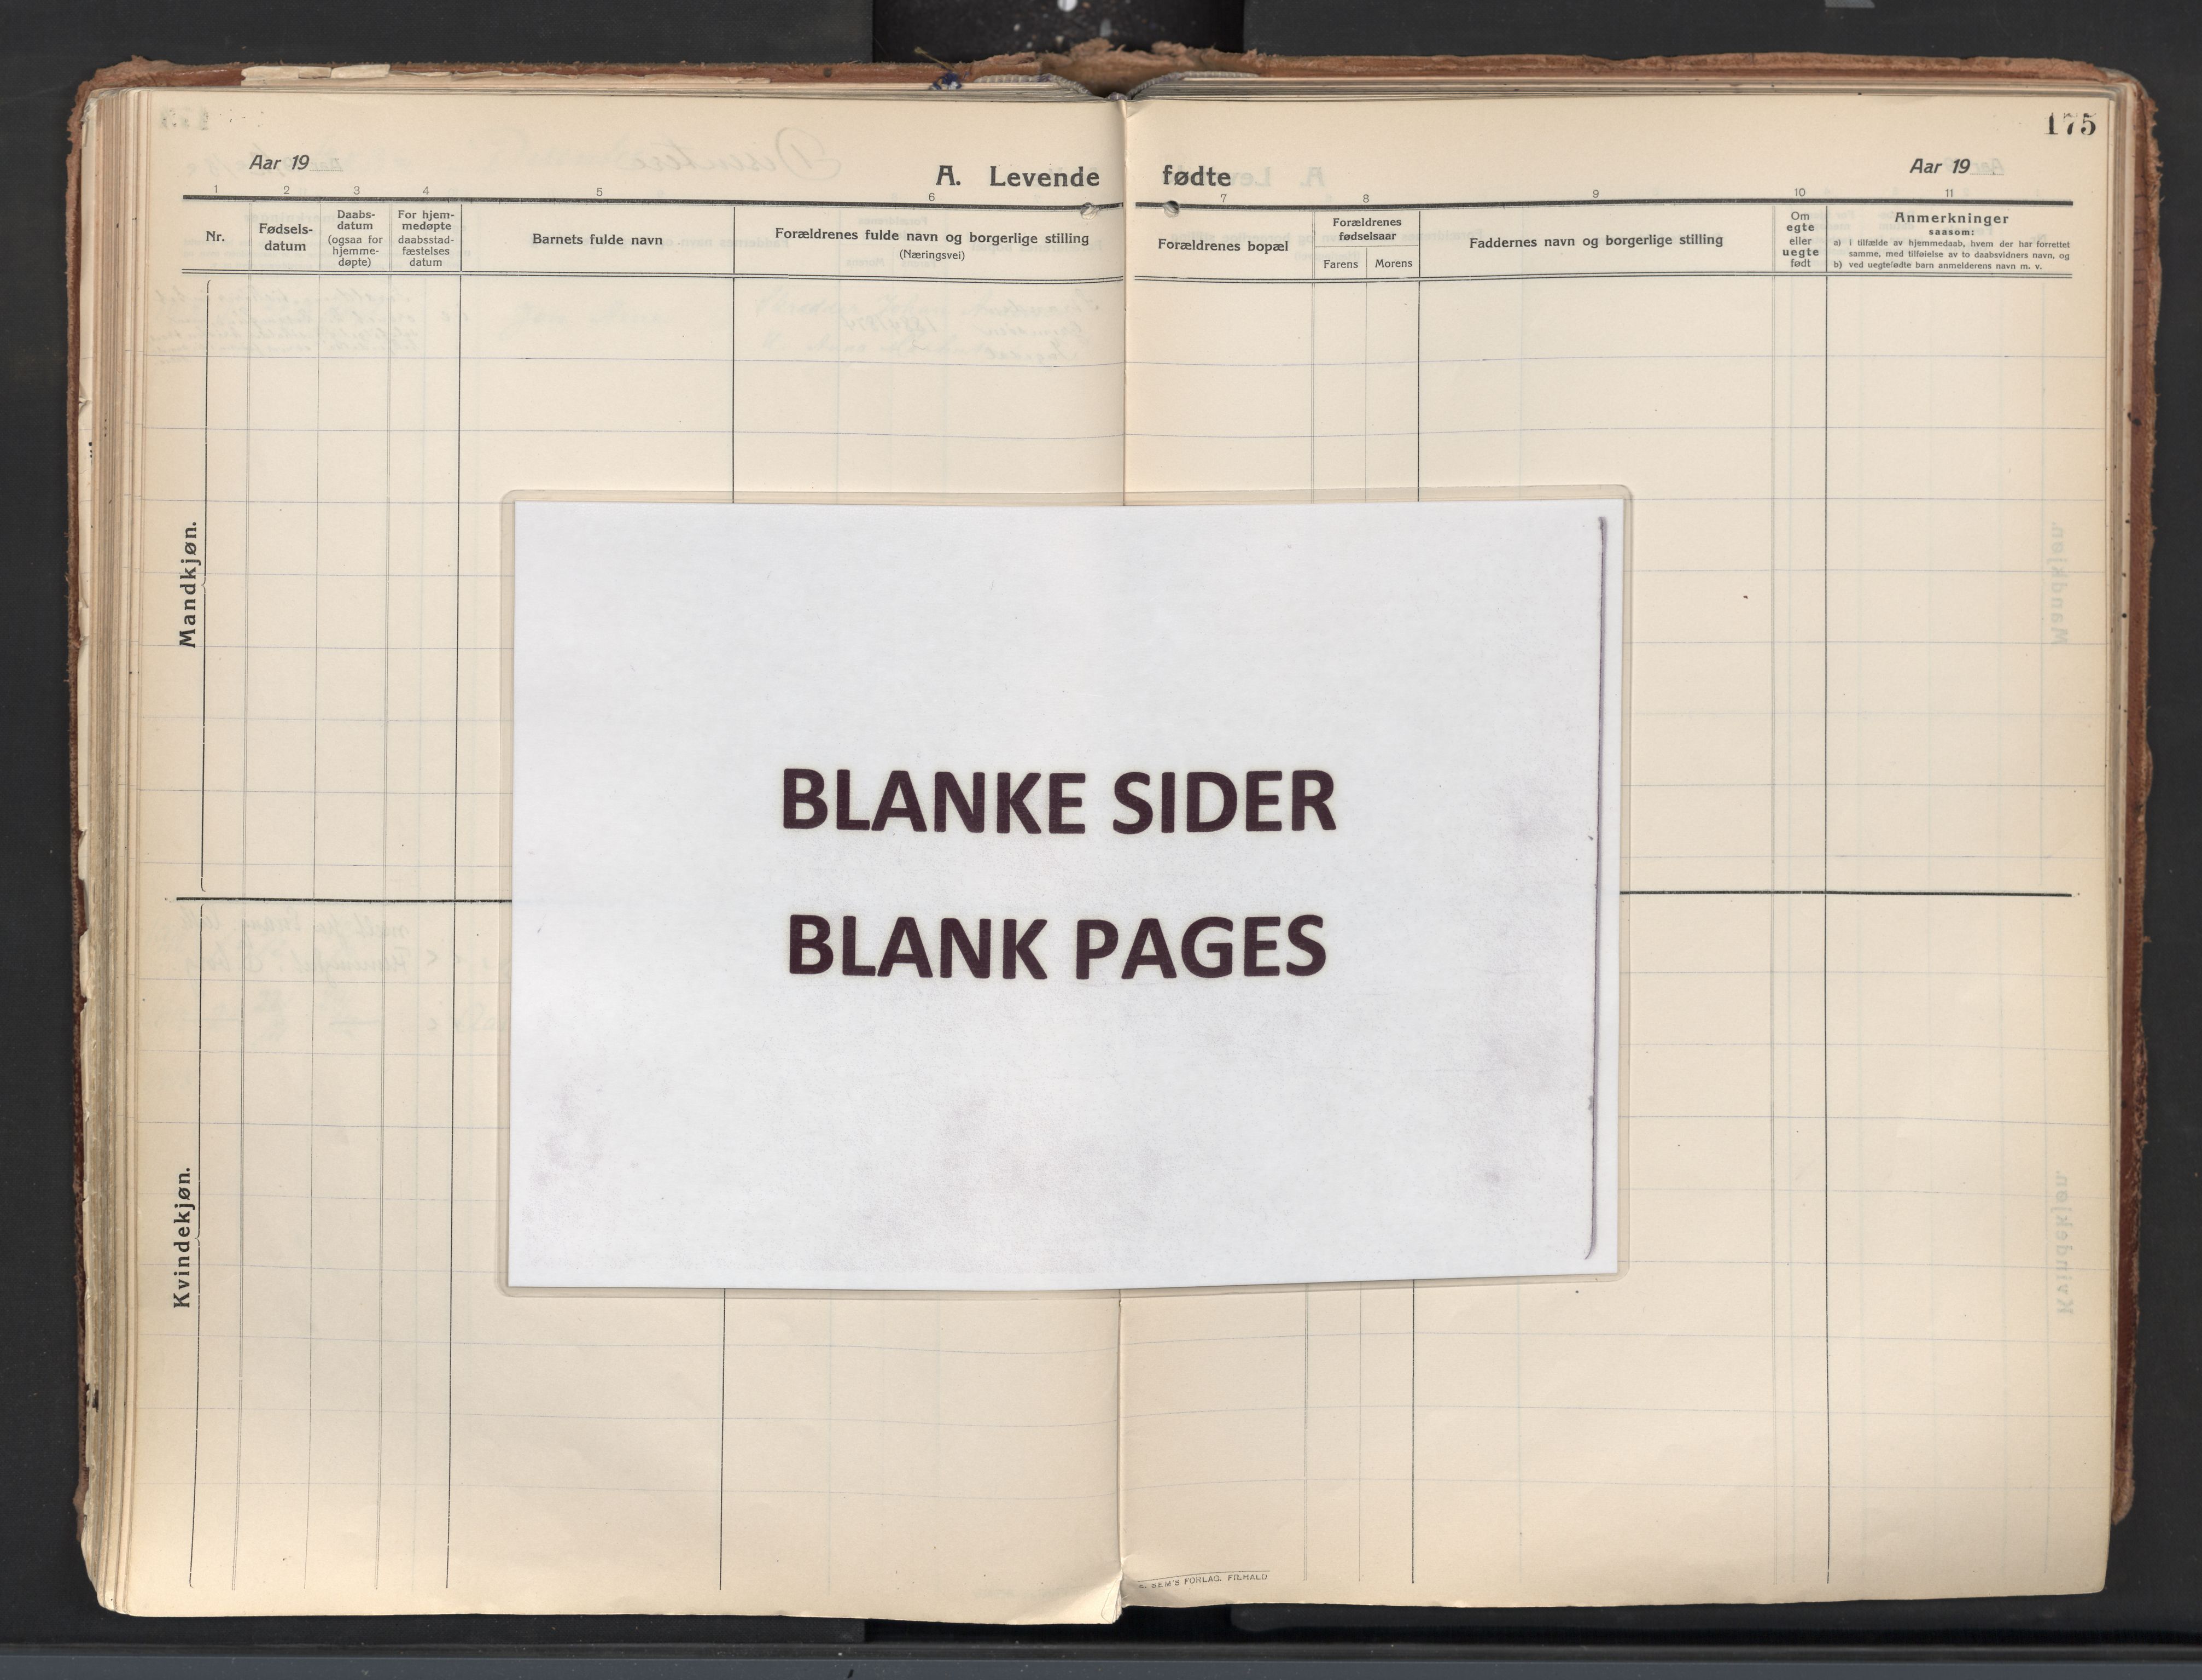 175
Aar 19
A. Levende fødte
Aar 19
1 2 3 4 5 6 7 8 9 10 11
Nr.
Fødsels-
datum
Daabs-
datum
(ogsaa for
hjemme-
døpte)
For hjem-
medøpte
daabsstad-
fæstelses
datum
Barnets fulde navn
Forældrenes fulde navn og borgerlige stilling
(Næringsvei)
Forældrenes bopæl
Forældrenes
fødselsaar
Farens Morens
Faddernes navn og borgerlige stilling
Om
egte
eller
uegte
født
Anmerkninger
saasom:
a) i tilfælde av hjemmedaab, hvem der har forrettet
samme, med tilføielse av to daabsvidners navn, og
b) ved uegtefødte barn anmelderens navn m. v.
Mandkjøn.
BLANKE SIDER
BLANK PAGES
Kvindekjøn.
SEM'S FORLAG. F.HALD